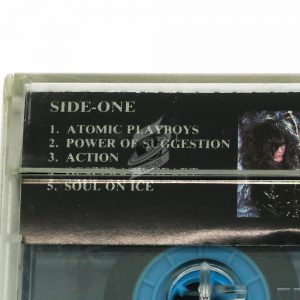 SIDE-ONE
1. ATOMIC PLAYBOYS
2. POWER OF SUGGESTION
3. ACTION
5. SOUL ON ICE